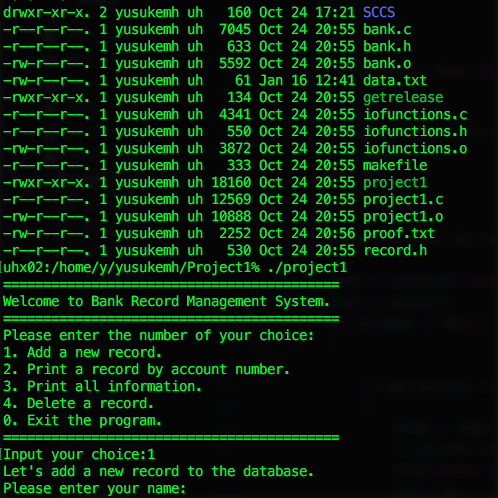 drwxr-xr-x. 2 yusukemh uh   160 Oct 24 17:21 SCCS
-r--r--r--. 1 yusukemh uh  7045 Oct 24 20:55 bank.c
-r--r--r--. 1 yusukemh uh   633 Oct 24 20:55 bank.h
-rw-r--r--. 1 yusukemh uh  5592 Oct 24 20:55 bank.o
-rw-r--r--. 1 yusukemh uh    61 Jan 16 12:41 data.txt
-rwxr-xr-x. 1 yusukemh uh   134 Oct 24 20:55 getrelease
-r--r--r--. 1 yusukemh uh  4341 Oct 24 20:55 iofunctions.c
-r--r--r--. 1 yusukemh uh   550 Oct 24 20:55 iofunctions.h
-rw-r--r--. 1 yusukemh uh  3872 Oct 24 20:55 iofunctions.o
-r--r--r--. 1 yusukemh uh   333 Oct 24 20:55 makefile
-rwxr-xr-x. 1 yusukemh uh 18160 Oct 24 20:55 project1
-r--r--r--. 1 yusukemh uh 12569 Oct 24 20:55 project1.c
-rw-r--r--. 1 yusukemh uh 10888 Oct 24 20:55 project1.o
-rw-r--r--. 1 yusukemh uh  2252 Oct 24 20:56 proof.txt
-r--r--r--. 1 yusukemh uh   530 Oct 24 20:55 record.h
[uhx02:/home/y/yusukemh/Project1% ./project1
========================================
Welcome to Bank Record Management System.
========================================
Please enter the number of your choice:
1. Add a new record.
2. Print a record by account number.
3. Print all information.
4. Delete a record.
0. Exit the program.
========================================
[Input your choice:1
Let's add a new record to the database.
Please enter your name: